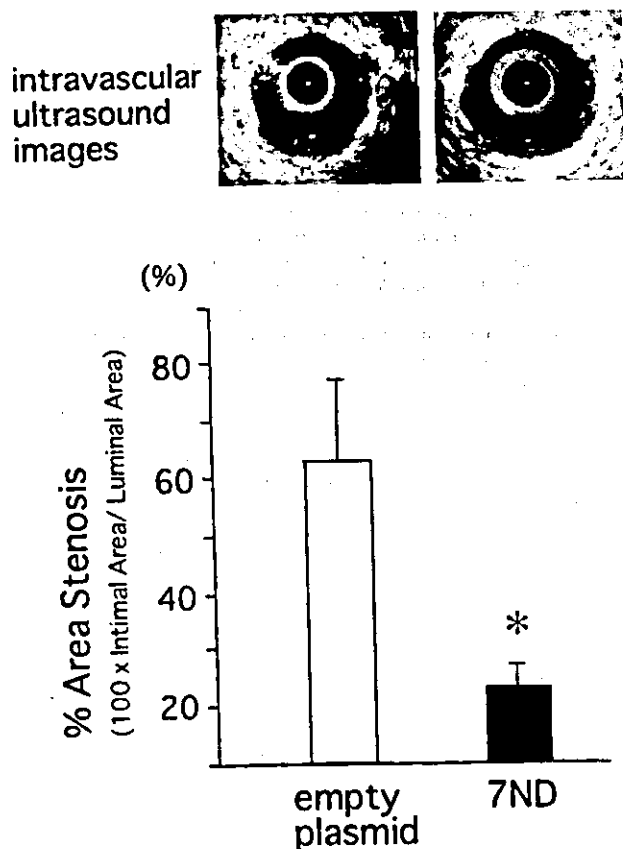 intravascular
ultrasound
images
(%)
% Area Stenosis
(100 x Intimal Area/ Luminal Area)
80
60
40
20
*
empty
plasmid
7ND